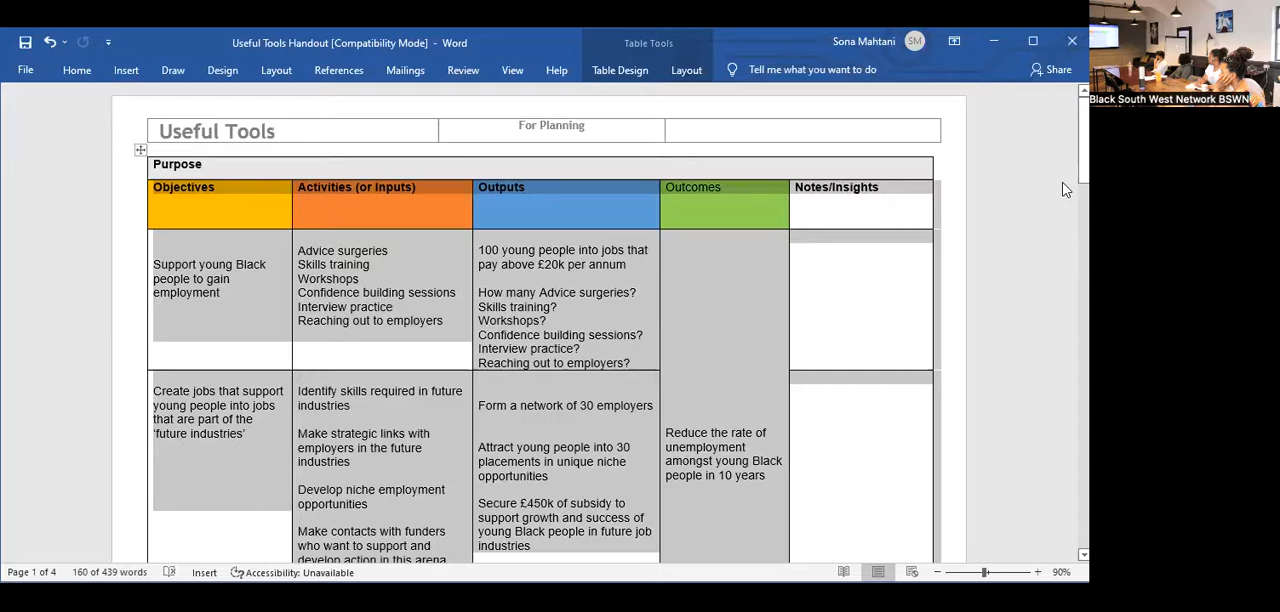 Useful Tools Handout [Compatibility Mode] - Word
Table Tools
Sona Mahtani
SM
File
Home
Insert
Draw
Design
Layout
References
Mailings
Review
View
Help
Table Design
Layout
Tell me what you want to do
Share
Black South West Network BSWN
Useful Tools
For Planning
Purpose
Objectives
Activities (or Inputs)
Outputs
Outcomes
Notes/Insights
Support young Black
people to gain
employment
Advice surgeries
Skills training
Workshops
Confidence building sessions
Interview practice
Reaching out to employers
100 young people into jobs that
pay above £20k per annum
How many Advice surgeries?
Skills training?
Workshops?
Confidence building sessions?
Interview practice?
Reaching out to employers?
Create jobs that support
young people into jobs
that are part of the
'future industries'
Identify skills required in future
industries
Make strategic links with
employers in the future
industries
Develop niche employment
opportunities
Make contacts with funders
who want to support and
develop action in this arena
Form a network of 30 employers
Attract young people into 30
placements in unique niche
opportunities
Secure £450k of subsidy to
support growth and success of
young Black people in future job
industries
Reduce the rate of
unemployment
amongst young Black
people in 10 years
Page 1 of 4
160 of 439 words
Insert
Accessibility: Unavailable
90%